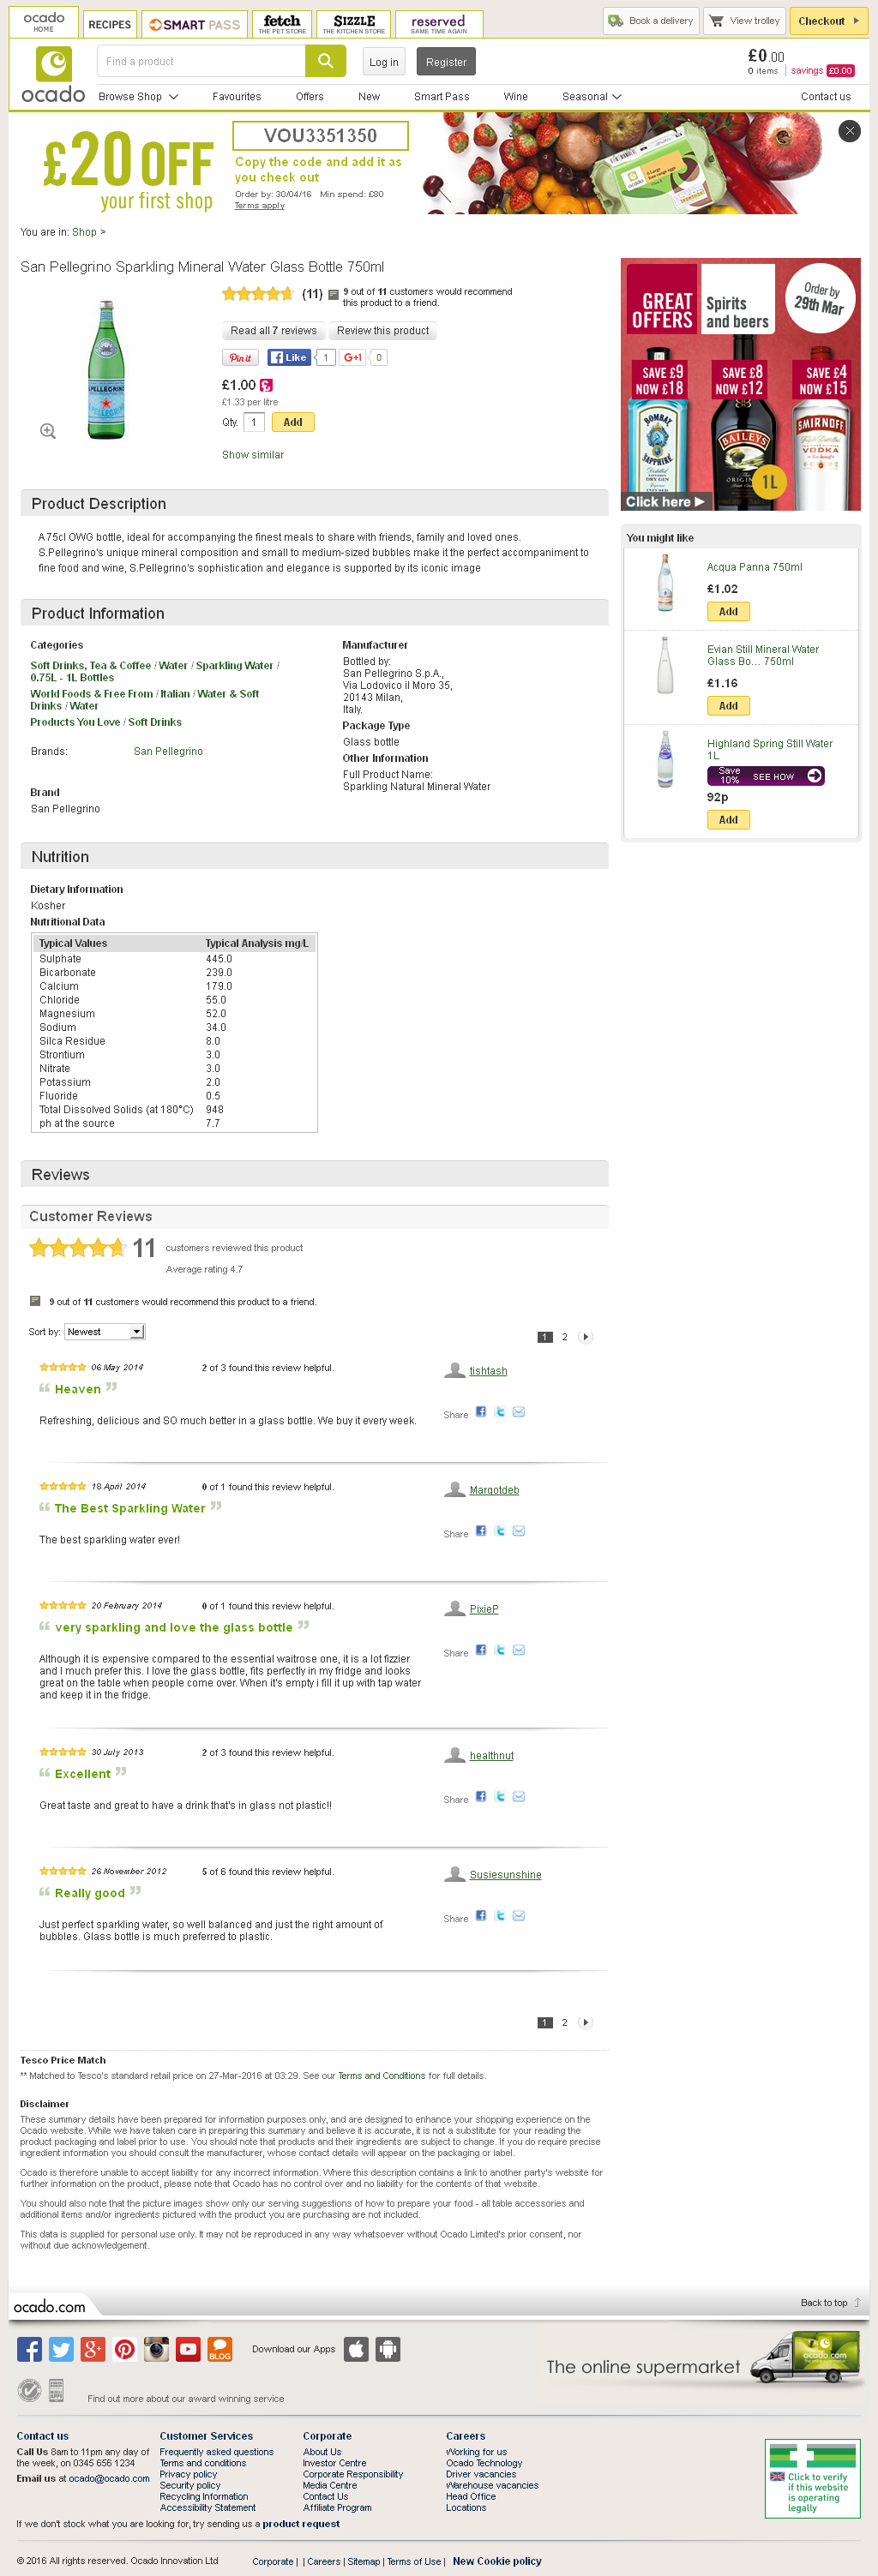 ocado
HOME
RECIPES
SMART PASS
fetch
THE PET STORE
SIZZLE
THE KITCHEN STORE
reserved
SAME TIME AGAIN
Book a delivery
View trolley
Checkout
ocado
Find a product
Log in
Register
£0.00
0 items
savings £0.00
Browse Shop
Favourites
Offers
New
Smart Pass
Wine
Seasonal
Contact us
£20 OFF
your first shop
VOU3351350
Copy the code and add it as
you check out
Order by: 30/04/16 Min spend: £80
Terms apply
You are in: Shop >
San Pellegrino Sparkling Mineral Water Glass Bottle 750ml
(11) 9 out of 11 customers would recommend
this product to a friend.
Read all 7 reviews
Review this product
Pin it
Like 1
+1 0
£1.00
£1.33 per litre
Qty. 1 Add
Show similar
GREAT
OFFERS
Spirits
and beers
Order by
29th Mar
SAVE £9
NOW £18
SAVE £8
NOW £12
SAVE £4
NOW £15
BOMBAY
SAPPHIRE
BAILEYS
SMIRNOFF
VODKA
1L
Click here
Product Description
A 75cl OWG bottle, ideal for accompanying the finest meals to share with friends, family and loved ones.
S.Pellegrino's unique mineral composition and small to medium-sized bubbles make it the perfect accompaniment to
fine food and wine, S.Pellegrino's sophistication and elegance is supported by its iconic image
You might like
Acqua Panna 750ml
£1.02
Add
Evian Still Mineral Water
Glass Bo... 750ml
£1.16
Add
Highland Spring Still Water
1L
Save
10% SEE HOW
92p
Add
Product Information
Categories
Soft Drinks, Tea & Coffee / Water / Sparkling Water /
0.75L - 1L Bottles
World Foods & Free From / Italian / Water & Soft
Drinks / Water
Products You Love / Soft Drinks
Brands: San Pellegrino
Brand
San Pellegrino
Manufacturer
Bottled by:
San Pellegrino S.p.A.,
Via Lodovico il Moro 35,
20143 Milan,
Italy.
Package Type
Glass bottle
Other Information
Full Product Name:
Sparkling Natural Mineral Water
Nutrition
Dietary Information
Kosher
Nutritional Data
Typical Values Typical Analysis mg/L
Sulphate 445.0
Bicarbonate 239.0
Calcium 179.0
Chloride 55.0
Magnesium 52.0
Sodium 34.0
Silca Residue 8.0
Strontium 3.0
Nitrate 3.0
Potassium 2.0
Fluoride 0.5
Total Dissolved Solids (at 180°C) 948
ph at the source 7.7
Reviews
Customer Reviews
11 customers reviewed this product
Average rating 4.7
9 out of 11 customers would recommend this product to a friend.
Sort by: Newest
1 2
06 May 2014 2 of 3 found this review helpful. tishtash
“ Heaven ”
Share
Refreshing, delicious and SO much better in a glass bottle. We buy it every week.
18 April 2014 0 of 1 found this review helpful. Margotdeb
“ The Best Sparkling Water ”
Share
The best sparkling water ever!
20 February 2014 0 of 1 found this review helpful. PixieP
“ very sparkling and love the glass bottle ”
Share
Although it is expensive compared to the essential waitrose one, it is a lot fizzier
and I much prefer this. I love the glass bottle, fits perfectly in my fridge and looks
great on the table when people come over. When it's empty i fill it up with tap water
and keep it in the fridge.
30 July 2013 2 of 3 found this review helpful. healthnut
“ Excellent ”
Share
Great taste and great to have a drink that's in glass not plastic!!
26 November 2012 5 of 6 found this review helpful. Susiesunshine
“ Really good ”
Share
Just perfect sparkling water, so well balanced and just the right amount of
bubbles. Glass bottle is much preferred to plastic.
1 2
Tesco Price Match
** Matched to Tesco's standard retail price on 27-Mar-2016 at 03:29. See our Terms and Conditions for full details.
Disclaimer
These summary details have been prepared for information purposes only, and are designed to enhance your shopping experience on the
Ocado website. While we have taken care in preparing this summary and believe it is accurate, it is not a substitute for your reading the
product packaging and label prior to use. You should note that products and their ingredients are subject to change. If you do require precise
ingredient information you should consult the manufacturer, whose contact details will appear on the packaging or label.
Ocado is therefore unable to accept liability for any incorrect information. Where this description contains a link to another party's website for
further information on the product, please note that Ocado has no control over and no liability for the contents of that website.
You should also note that the picture images show only our serving suggestions of how to prepare your food - all table accessories and
additional items and/or ingredients pictured with the product you are purchasing are not included.
This data is supplied for personal use only. It may not be reproduced in any way whatsoever without Ocado Limited's prior consent, nor
without due acknowledgement.
ocado.com
Back to top
BLOG
Download our Apps
The online supermarket
Find out more about our award winning service
Contact us
Call Us 8am to 11pm any day of
the week, on 0345 656 1234
Email us at ocado@ocado.com
Customer Services
Frequently asked questions
Terms and conditions
Privacy policy
Security policy
Recycling Information
Accessibility Statement
Corporate
About Us
Investor Centre
Corporate Responsibility
Media Centre
Contact Us
Affiliate Program
Careers
Working for us
Ocado Technology
Driver vacancies
Warehouse vacancies
Head Office
Locations
Click to verify
if this website
is operating
legally
If we don't stock what you are looking for, try sending us a product request
© 2016 All rights reserved. Ocado Innovation Ltd
Corporate | | Careers | Sitemap | Terms of Use | New Cookie policy